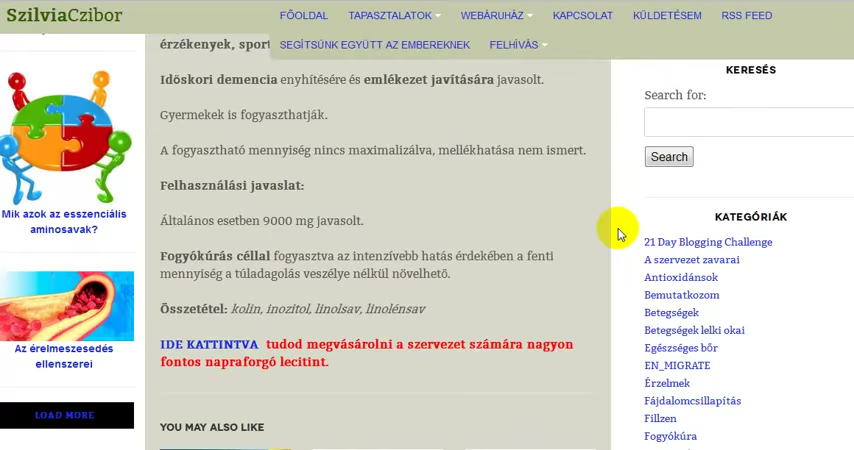 SzilviaCzibor
FŐOLDAL TAPASZTALATOK WEBÁRUHÁZ KAPCSOLAT KÜLDETÉSEM RSS FEED
SEGÍTSÜNK EGYÜTT AZ EMBEREKNEK FELHÍVÁS
Mik azok az esszenciális
aminosavak?
Az érelmeszesedés
ellenszerei
LOAD MORE
érzékenyek, sport
Időskori demencia enyhítésére és emlékezet javítására javasolt.
Gyermekek is fogyaszthatják.
A fogyasztható mennyiség nincs maximalizálva, mellékhatása nem ismert.
Felhasználási javaslat:
Általános esetben 9000 mg javasolt.
Fogyókúrás céllal fogyasztva az intenzívebb hatás érdekében a fenti
mennyiség a túladagolás veszélye nélkül növelhető.
Összetétel: kolin, inozitol, linolsav, linolénsav
IDE KATTINTVA tudod megvásárolni a szervezet számára nagyon
fontos napraforgó lecitint.
YOU MAY ALSO LIKE
KERESÉS
Search for:
Search
KATEGÓRIÁK
21 Day Blogging Challenge
A szervezet zavarai
Antioxidánsok
Bemutatkozom
Betegségek
Betegségek lelki okai
Egészséges bőr
EN_MIGRATE
Érzelmek
Fájdalomcsillapítás
Fillzen
Fogyókúra